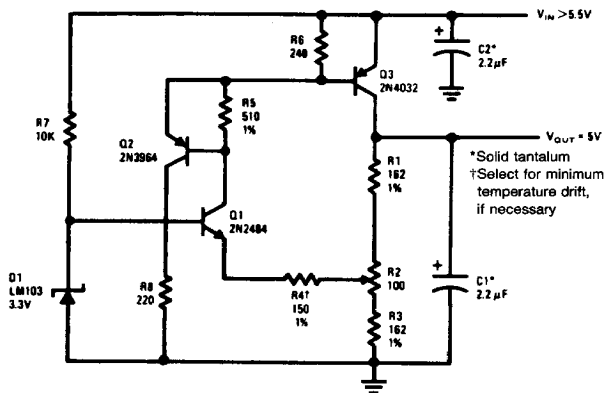 V_IN > 5.5V
R6
240
C2*
2.2µF
Q3
2N4032
R5
510
1%
R7
10K
Q2
2N3964
V_OUT = 5V
*Solid tantalum
†Select for minimum
temperature drift,
if necessary
R1
162
1%
Q1
2N2484
D1
LM103
3.3V
R8
220
R4†
150
1%
R2
100
C1*
2.2µF
R3
162
1%